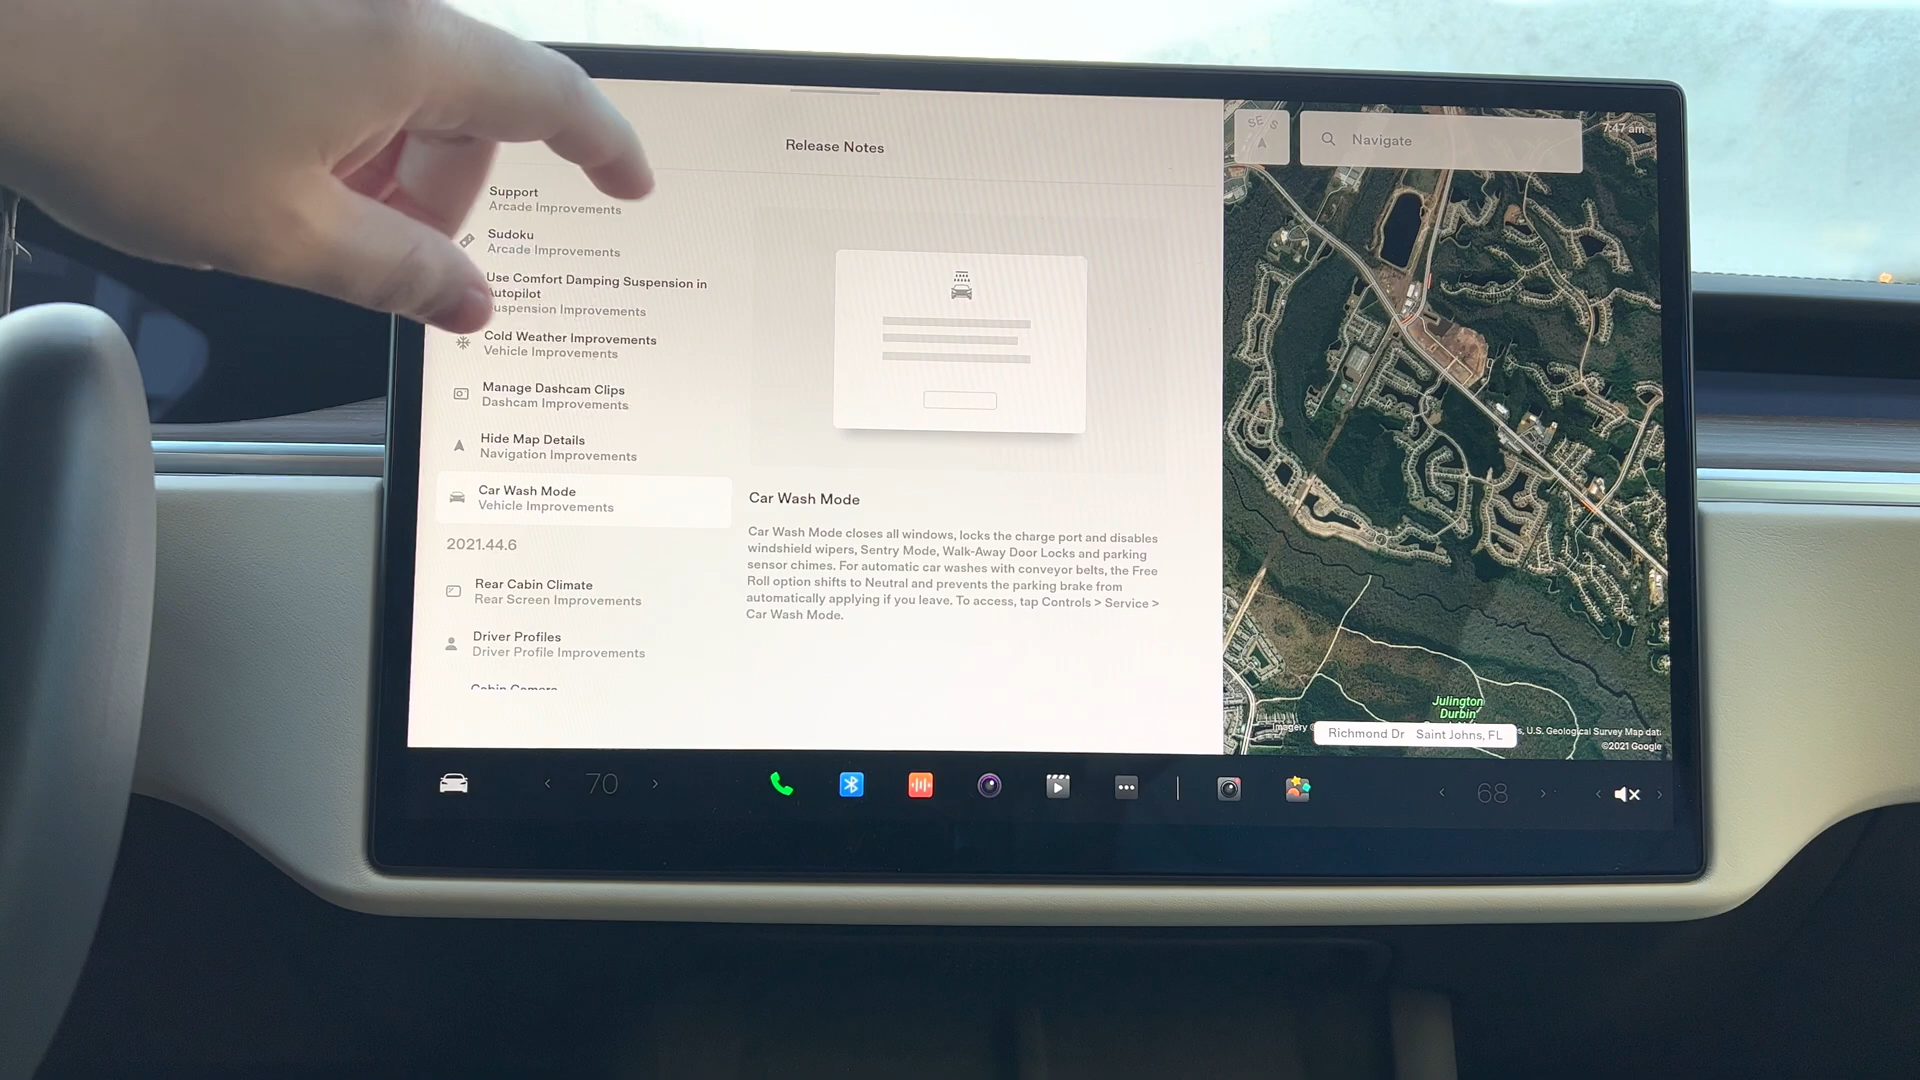 Release Notes
Support
Arcade Improvements
Sudoku
Arcade Improvements
Use Comfort Damping Suspension in
Autopilot
Suspension Improvements
Cold Weather Improvements
Vehicle Improvements
Manage Dashcam Clips
Dashcam Improvements
Hide Map Details
Navigation Improvements
Car Wash Mode
Vehicle Improvements
2021.44.6
Rear Cabin Climate
Rear Screen Improvements
Driver Profiles
Driver Profile Improvements
Cabin Camera
Car Wash Mode
Car Wash Mode closes all windows, locks the charge port and disables
windshield wipers, Sentry Mode, Walk-Away Door Locks and parking
sensor chimes. For automatic car washes with conveyor belts, the Free
Roll option shifts to Neutral and prevents the parking brake from
automatically applying if you leave. To access, tap Controls > Service >
Car Wash Mode.
SE S
Navigate
7:47 am
Julington
Durbin
Imagery
Richmond Dr Saint Johns, FL
s, U.S. Geological Survey Map dat
©2021 Google
70
68